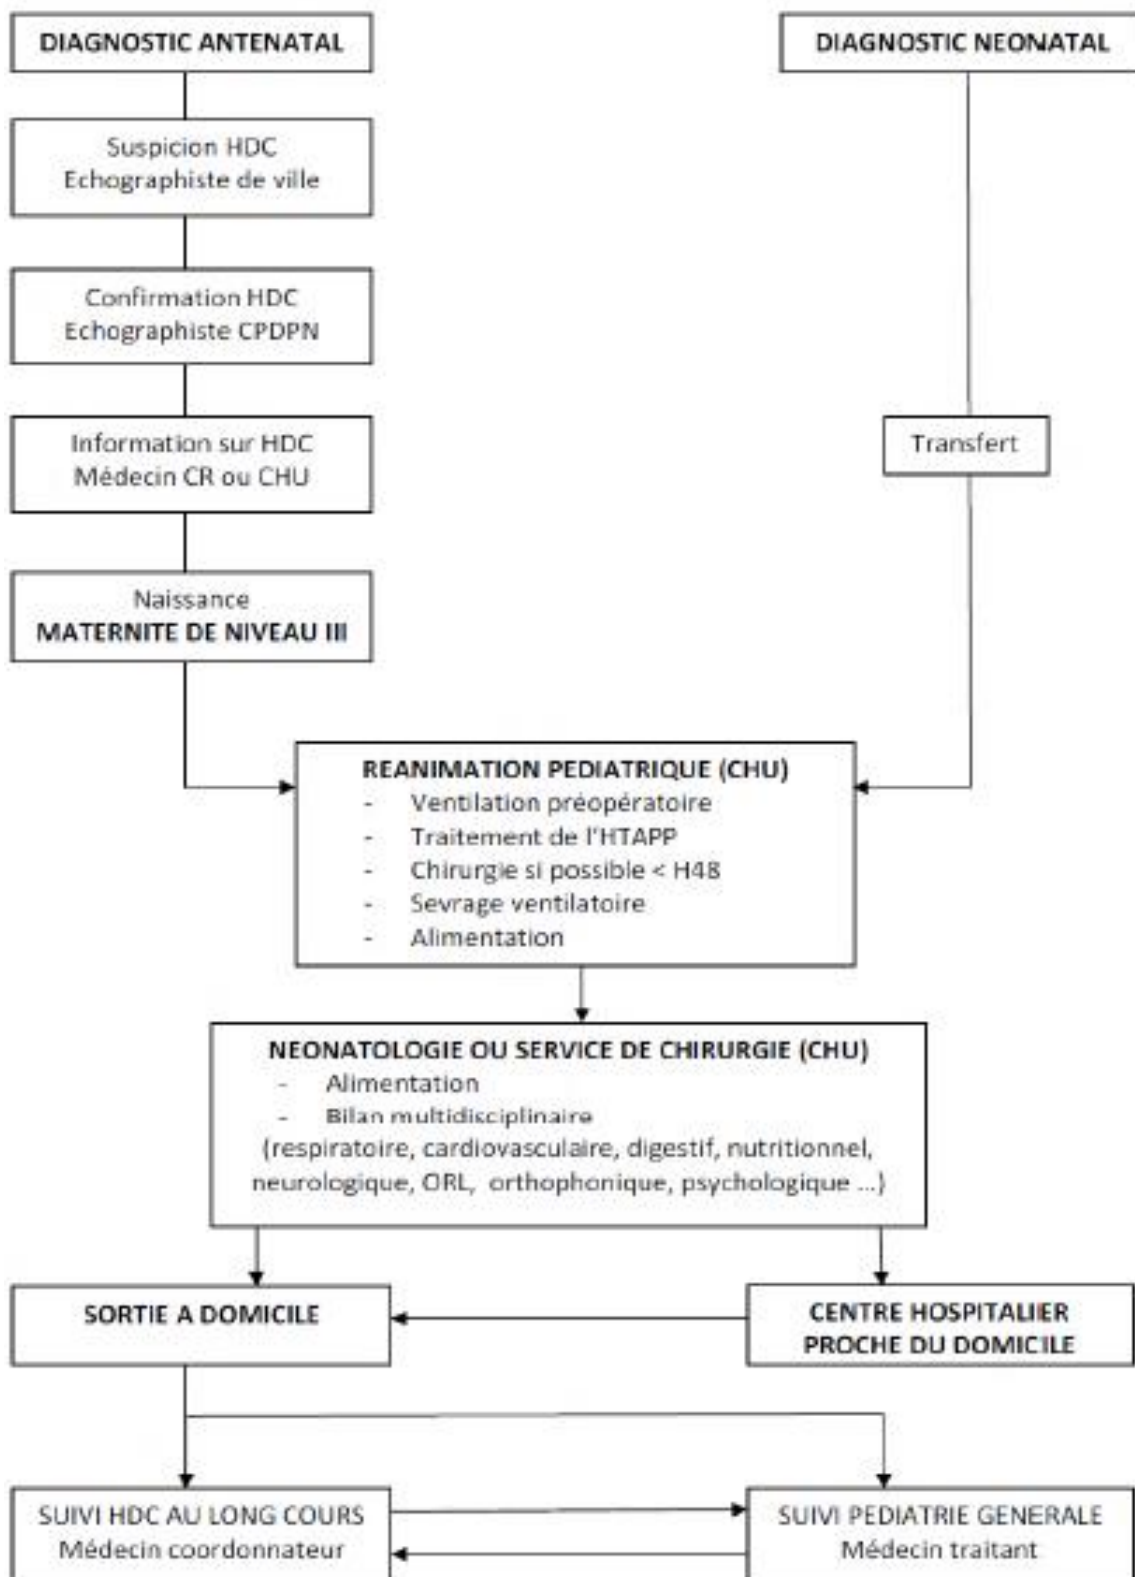 DIAGNOSTIC ANTENATAL
DIAGNOSTIC NEONATAL
Suspicion HDC
Echographiste de ville
Confirmation HDC
Echographiste CPDPN
Information sur HDC
Médecin CR ou CHU
Transfert
Naissance
MATERNITE DE NIVEAU III
REANIMATION PEDIATRIQUE (CHU)
- Ventilation préopératoire
- Traitement de l'HTAPP
- Chirurgie si possible < H48
- Sevrage ventilatoire
- Alimentation
NEONATOLOGIE OU SERVICE DE CHIRURGIE (CHU)
- Alimentation
- Bilan multidisciplinaire
(respiratoire, cardiovasculaire, digestif, nutritionnel,
neurologique, ORL, orthophonique, psychologique ...)
SORTIE A DOMICILE
CENTRE HOSPITALIER
PROCHE DU DOMICILE
SUIVI HDC AU LONG COURS
Médecin coordonnateur
SUIVI PEDIATRIE GENERALE
Médecin traitant